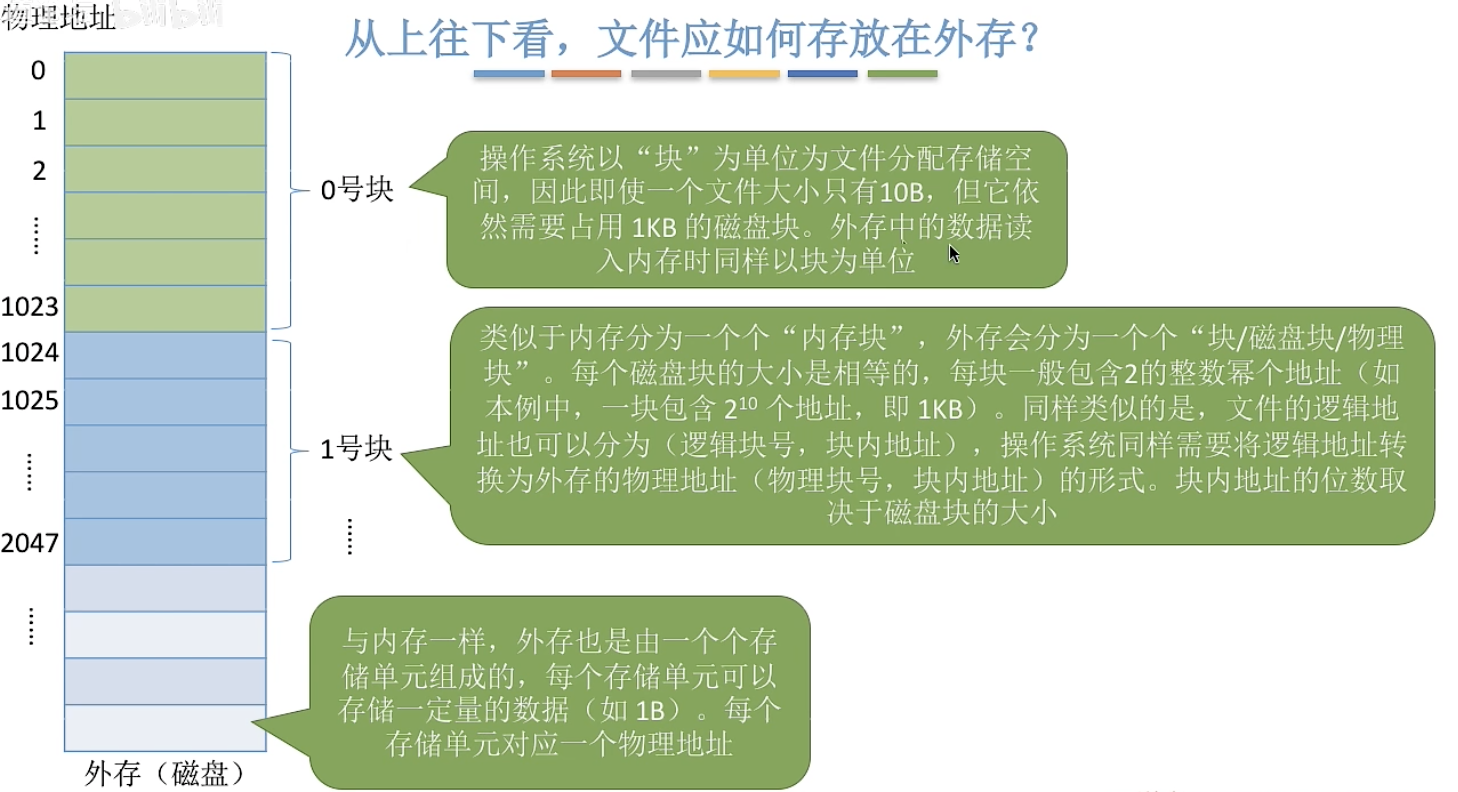 物理地址
从上往下看，文件应如何存放在外存？
0
1
2
……
1023
1024
1025
……
2047
……
外存（磁盘）
0号块
操作系统以“块”为单位为文件分配存储空
间，因此即使一个文件大小只有10B，但它依
然需要占用 1KB 的磁盘块。外存中的数据读
入内存时同样以块为单位
1号块
……
类似于内存分为一个个“内存块”，外存会分为一个个“块/磁盘块/物理
块”。每个磁盘块的大小是相等的，每块一般包含2的整数幂个地址（如
本例中，一块包含 2¹⁰ 个地址，即 1KB）。同样类似的是，文件的逻辑地
址也可以分为（逻辑块号，块内地址），操作系统同样需要将逻辑地址转
换为外存的物理地址（物理块号，块内地址）的形式。块内地址的位数取
决于磁盘块的大小
与内存一样，外存也是由一个个存
储单元组成的，每个存储单元可以
存储一定量的数据（如 1B）。每个
存储单元对应一个物理地址